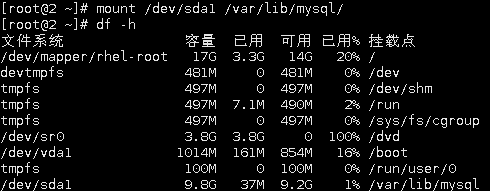 [root@2 ~]# mount /dev/sda1 /var/lib/mysql/
[root@2 ~]# df -h
文件系统 容量 已用 可用 已用% 挂载点
/dev/mapper/rhel-root 17G 3.3G 14G 20% /
devtmpfs 481M 0 481M 0% /dev
tmpfs 497M 0 497M 0% /dev/shm
tmpfs 497M 7.1M 490M 2% /run
tmpfs 497M 0 497M 0% /sys/fs/cgroup
/dev/sr0 3.8G 3.8G 0 100% /dvd
/dev/vda1 1014M 161M 854M 16% /boot
tmpfs 100M 0 100M 0% /run/user/0
/dev/sda1 9.8G 37M 9.2G 1% /var/lib/mysql